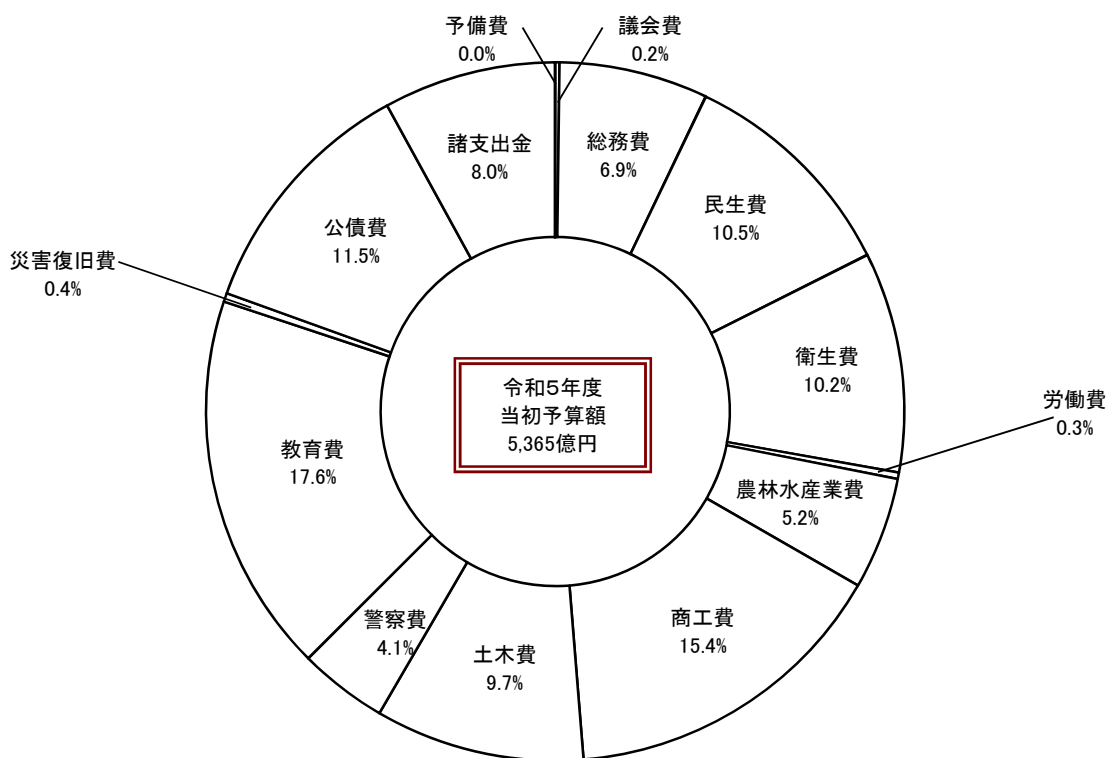 予備費
0.0%
議会費
0.2%
総務費
6.9%
民生費
10.5%
衛生費
10.2%
労働費
0.3%
農林水産業費
5.2%
商工費
15.4%
土木費
9.7%
警察費
4.1%
教育費
17.6%
災害復旧費
0.4%
公債費
11.5%
諸支出金
8.0%
令和5年度
当初予算額
5,365億円